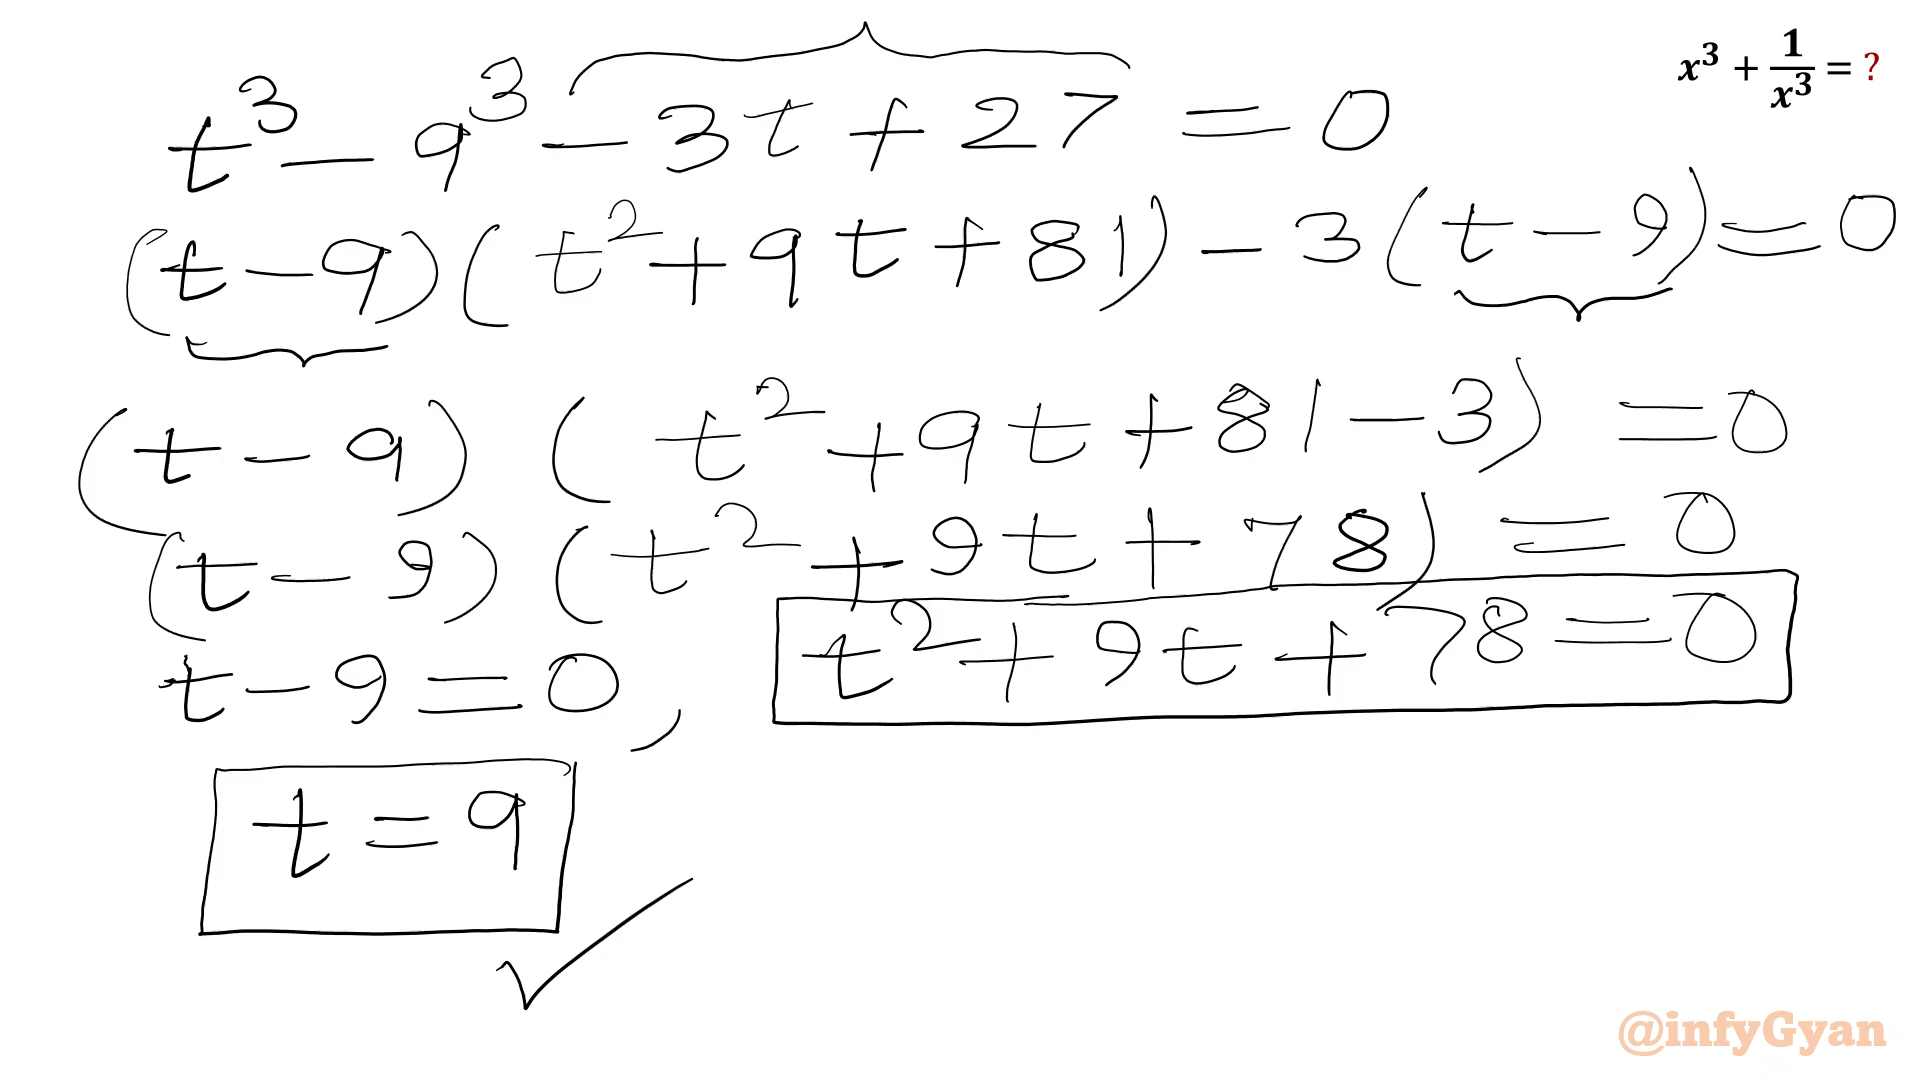 x³ + 1/x³ = ?
t³ - 9³ - 3t + 27 = 0
(t - 9)(t² + 9t + 81) - 3(t - 9) = 0
(t - 9) (t² + 9t + 81 - 3) = 0
(t - 9) (t² + 9t + 78) = 0
t - 9 = 0, t² + 9t + 78 = 0
t = 9
@infyGyan